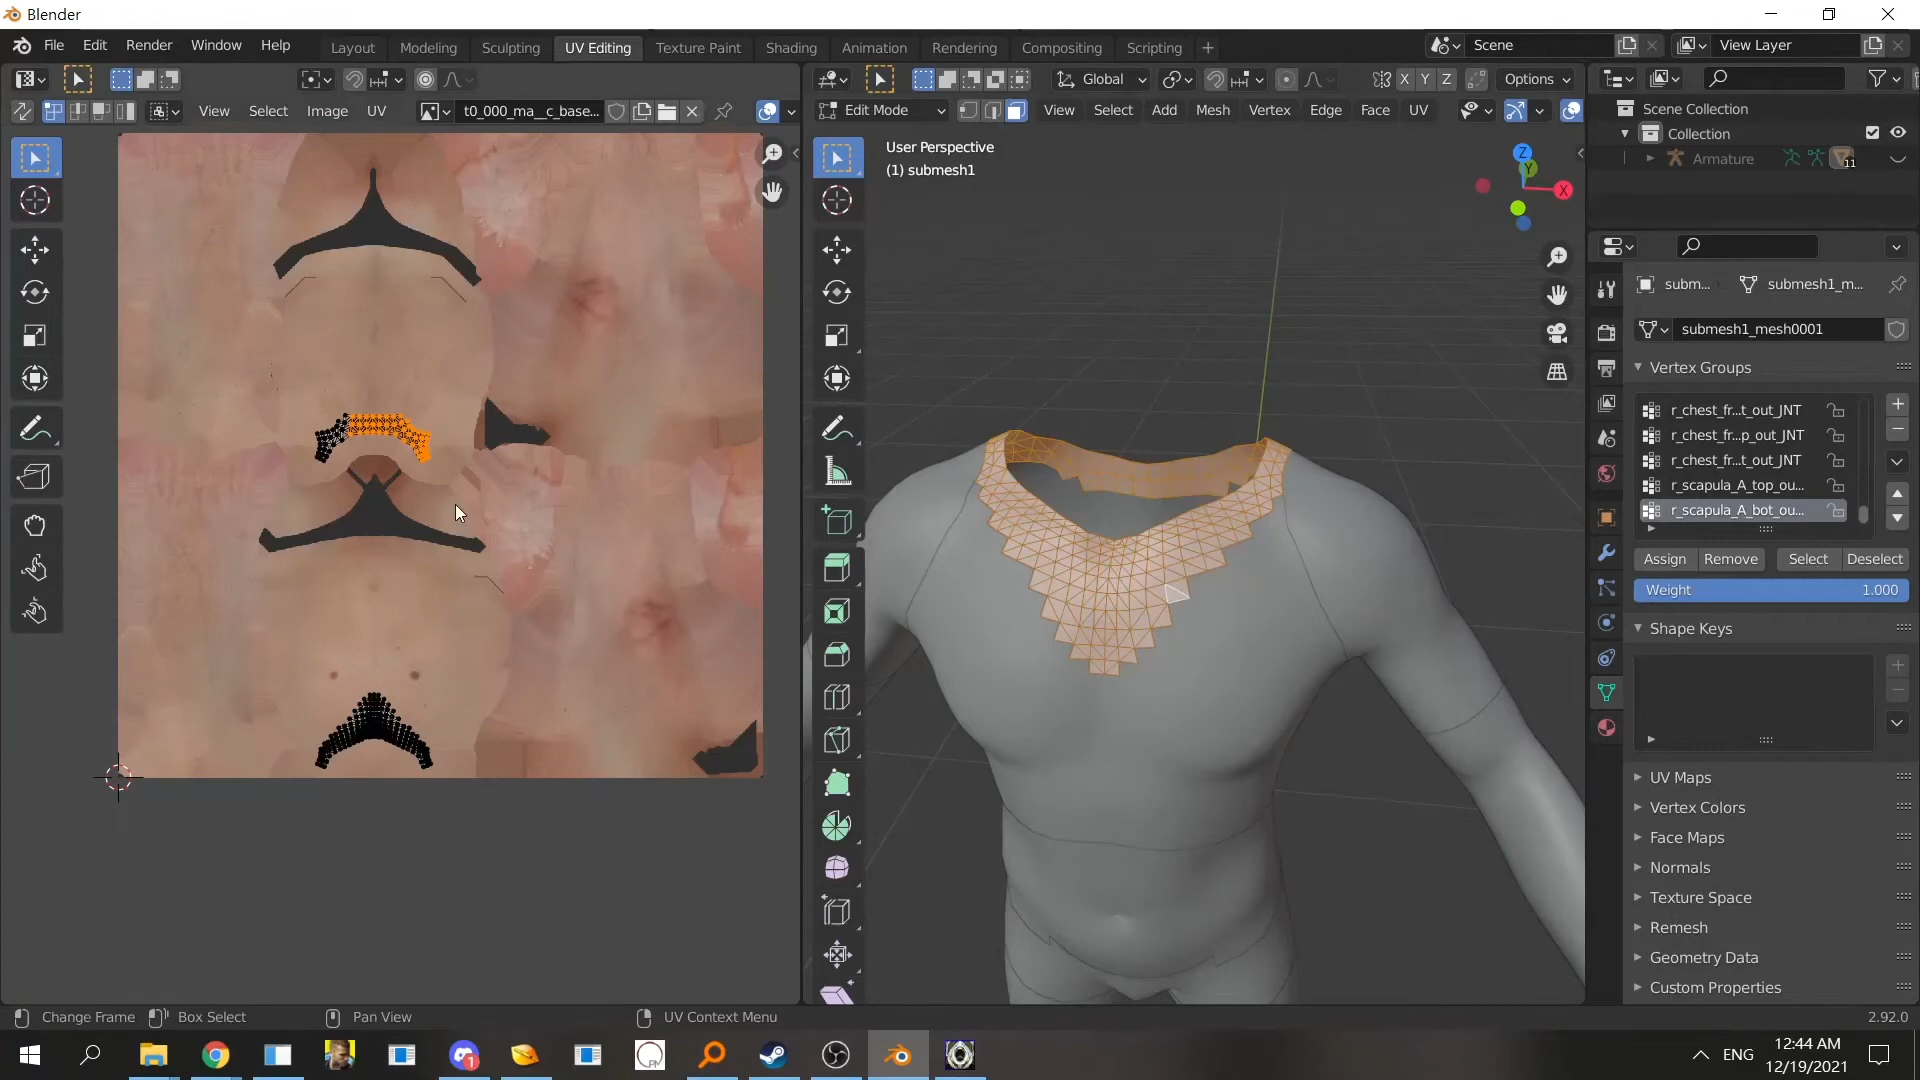 Blender
File Edit Render Window Help Layout Modeling Sculpting UV Editing Texture Paint Shading Animation Rendering Compositing Scripting + Scene View Layer
Global X Y Z Options
View Select Image UV t0_000_ma__c_base... Edit Mode View Select Add Mesh Vertex Edge Face UV
Scene Collection
Collection
Armature 11
User Perspective
(1) submesh1
Z
Y
X
subm... submesh1_m...
submesh1_mesh0001
Vertex Groups
r_chest_fr...t_out_JNT
r_chest_fr...p_out_JNT
r_chest_fr...t_out_JNT
r_scapula_A_top_ou...
r_scapula_A_bot_ou...
Assign Remove Select Deselect
Weight 1.000
Shape Keys
UV Maps
Vertex Colors
Face Maps
Normals
Texture Space
Remesh
Geometry Data
Custom Properties
Change Frame Box Select Pan View UV Context Menu 2.92.0
1 ENG 12:44 AM
12/19/2021